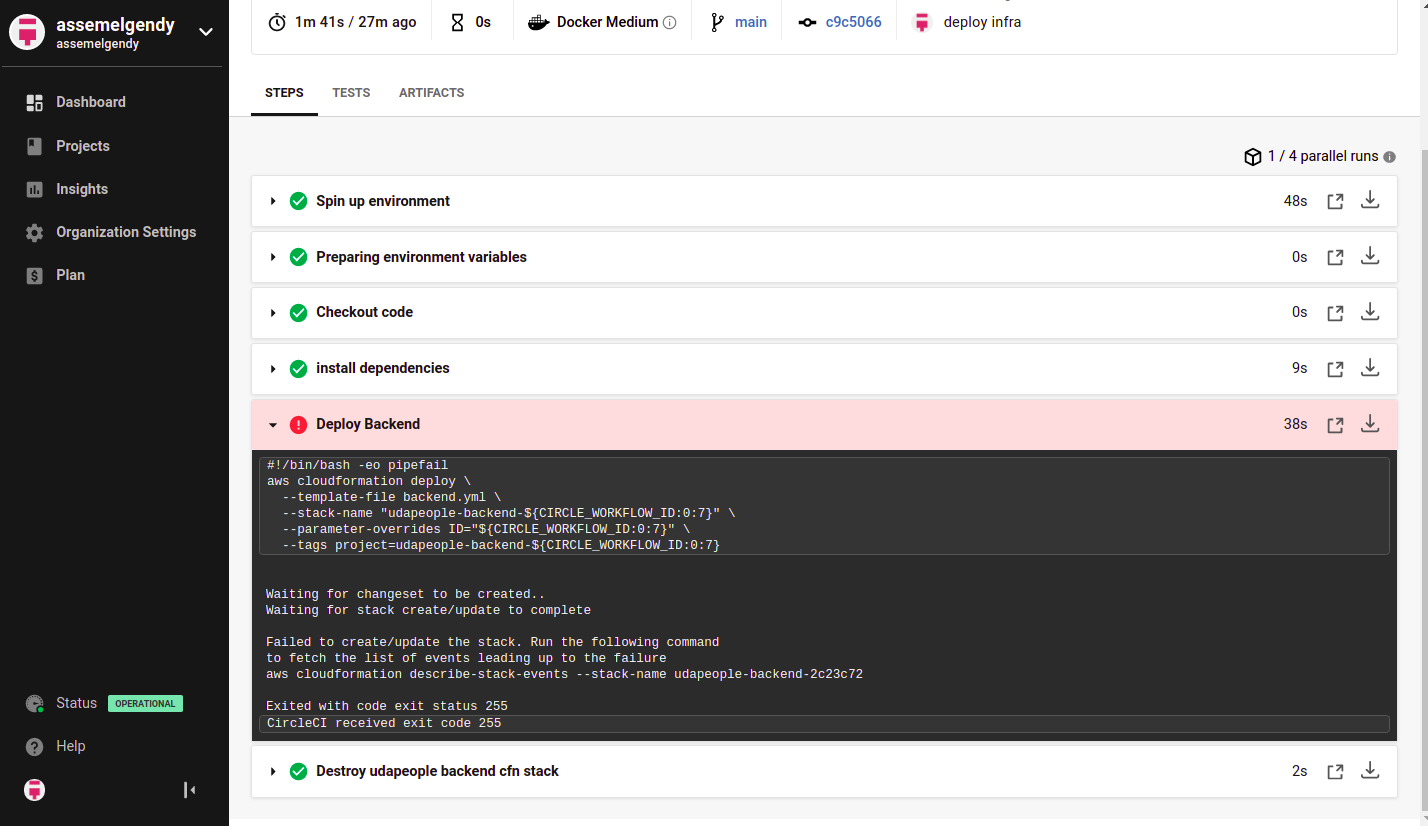 assemelgendy
assemelgendy
Dashboard
Projects
Insights
Organization Settings
Plan
Status OPERATIONAL
Help
1m 41s / 27m ago
0s
Docker Medium
main
c9c5066
deploy infra
STEPS TESTS ARTIFACTS
1 / 4 parallel runs
Spin up environment 48s
Preparing environment variables 0s
Checkout code 0s
install dependencies 9s
Deploy Backend 38s
#!/bin/bash -eo pipefail
aws cloudformation deploy \
--template-file backend.yml \
--stack-name "udapeople-backend-${CIRCLE_WORKFLOW_ID:0:7}" \
--parameter-overrides ID="${CIRCLE_WORKFLOW_ID:0:7}" \
--tags project=udapeople-backend-${CIRCLE_WORKFLOW_ID:0:7}
Waiting for changeset to be created..
Waiting for stack create/update to complete
Failed to create/update the stack. Run the following command
to fetch the list of events leading up to the failure
aws cloudformation describe-stack-events --stack-name udapeople-backend-2c23c72
Exited with code exit status 255
CircleCI received exit code 255
Destroy udapeople backend cfn stack 2s